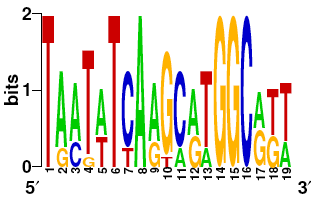 2
bits
1
0
T A A T A T C A A G C A T G G C A T T
G C G T T G T A G A G G G A
1 2 3 4 5 6 7 8 9 10 11 12 13 14 15 16 17 18 19
5´ 3´